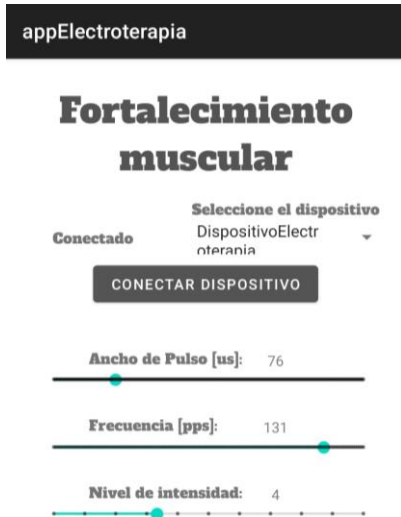 appElectroterapia
Fortalecimiento
muscular
Seleccione el dispositivo
Conectado
DispositivoElectr
oterapia
CONECTAR DISPOSITIVO
Ancho de Pulso [us]: 76
Frecuencia [pps]: 131
Nivel de intensidad: 4